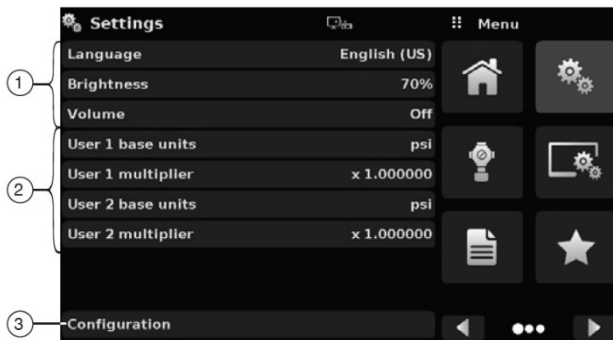 Settings
Menu
1
Language English (US)
Brightness 70%
Volume Off
2
User 1 base units psi
User 1 multiplier x 1.000000
User 2 base units psi
User 2 multiplier x 1.000000
3
Configuration